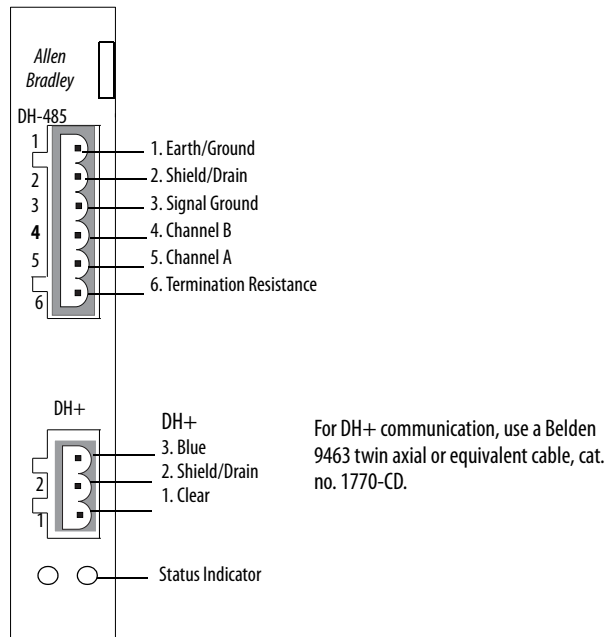 Allen
Bradley
DH-485
1
2
3
4
5
6
1. Earth/Ground
2. Shield/Drain
3. Signal Ground
4. Channel B
5. Channel A
6. Termination Resistance
DH+
2
1
DH+
3. Blue
2. Shield/Drain
1. Clear
For DH+ communication, use a Belden
9463 twin axial or equivalent cable, cat.
no. 1770-CD.
Status Indicator